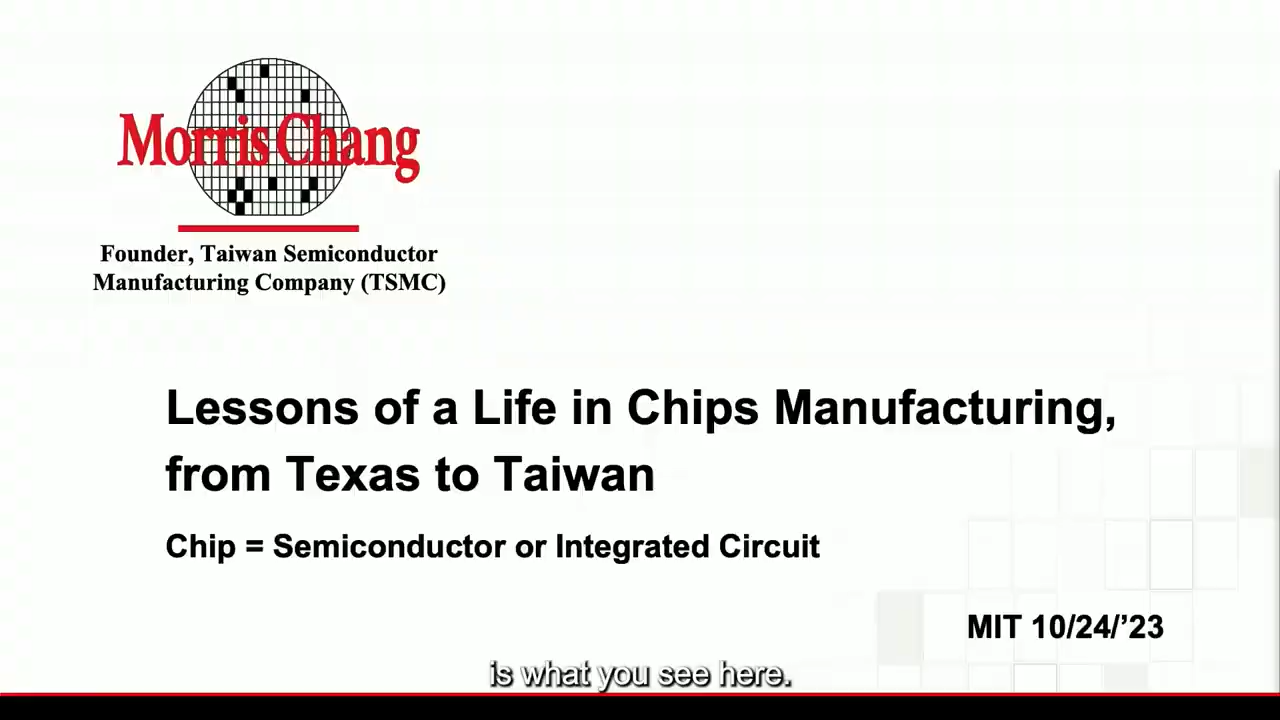 Morris Chang
Founder, Taiwan Semiconductor
Manufacturing Company (TSMC)
Lessons of a Life in Chips Manufacturing,
from Texas to Taiwan
Chip = Semiconductor or Integrated Circuit
MIT 10/24/’23
is what you see here.